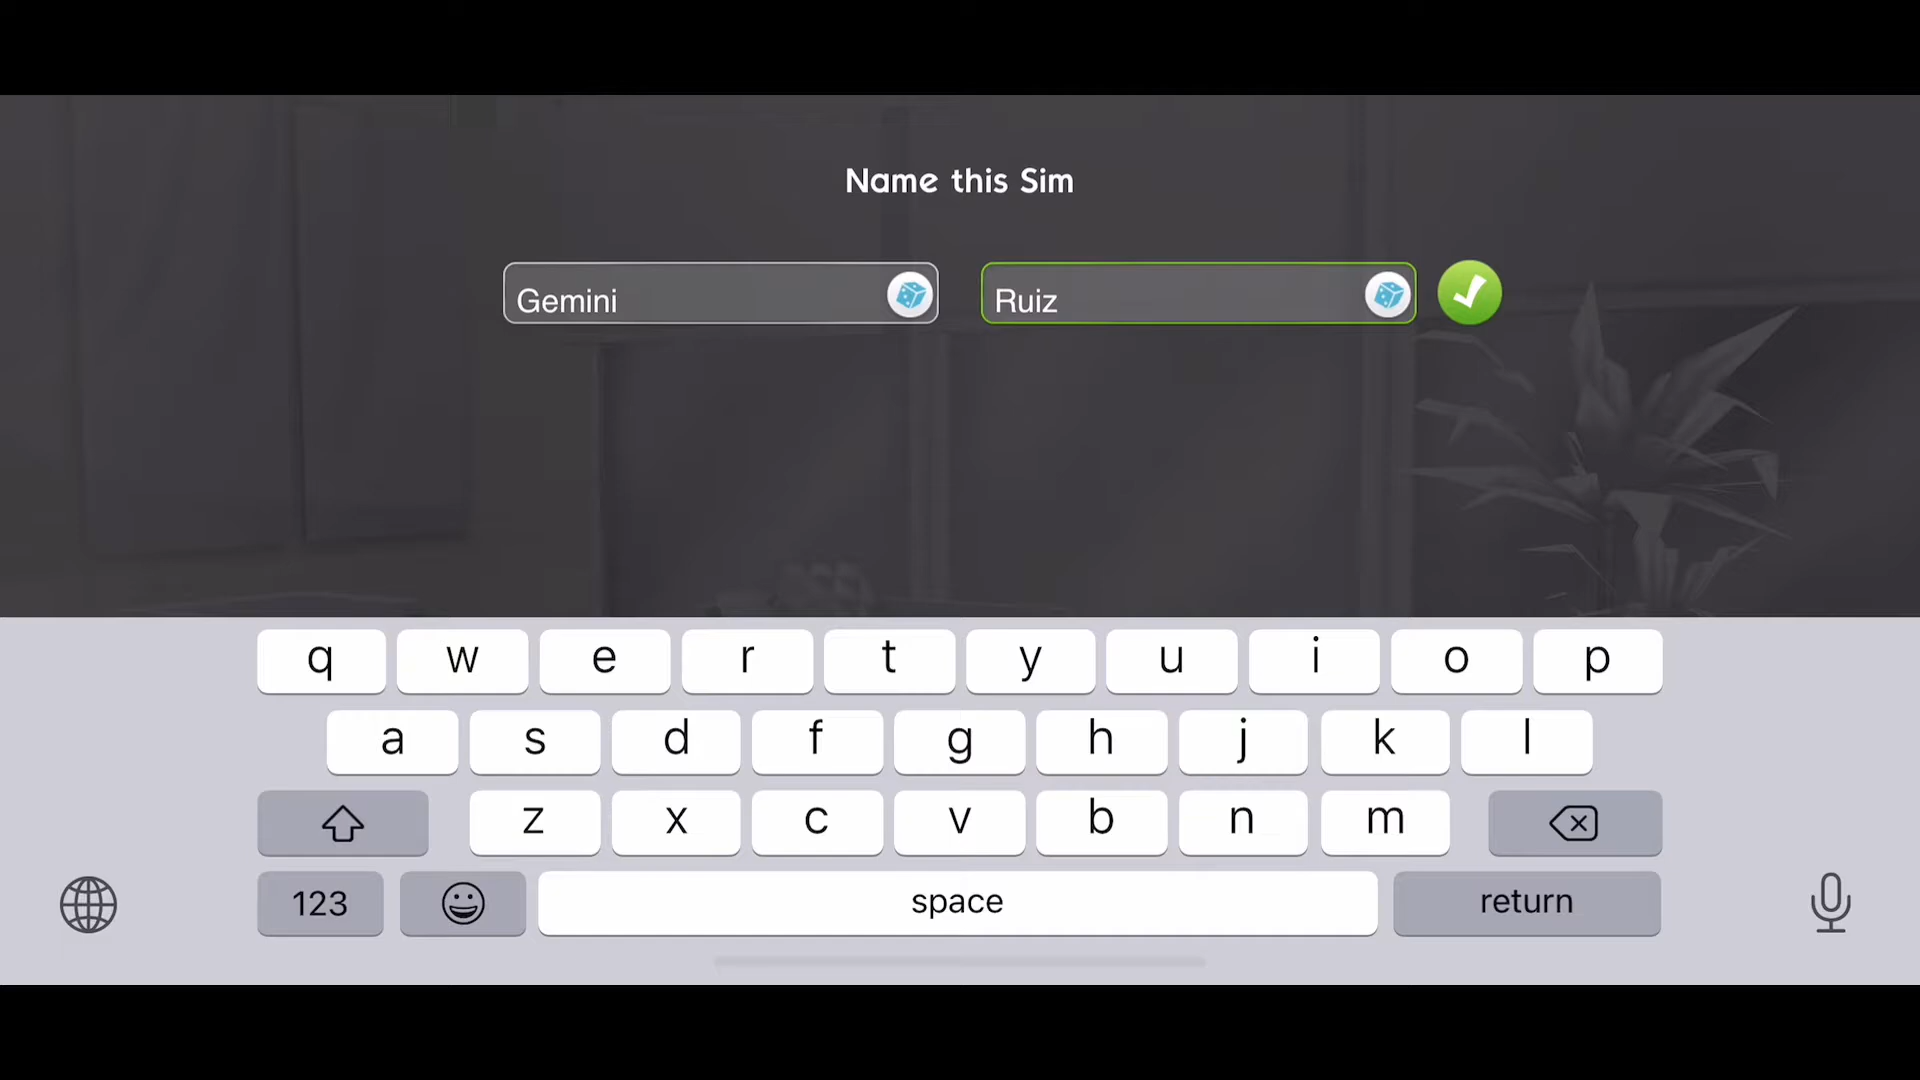 Name this Sim
Gemini Ruiz
q w e r t y u i o p
a s d f g h j k l
z x c v b n m
123 space return